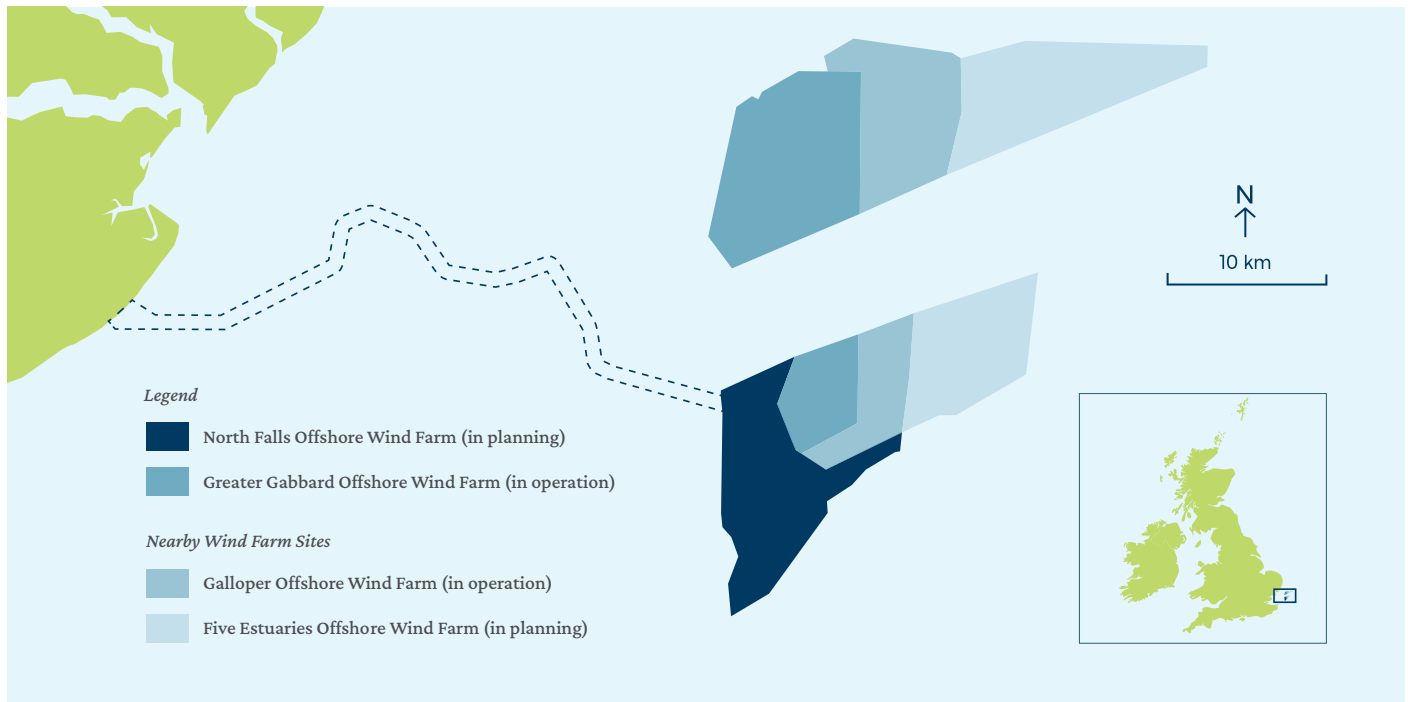 N
10 km
Legend
North Falls Offshore Wind Farm (in planning)
Greater Gabbard Offshore Wind Farm (in operation)
Nearby Wind Farm Sites
Galloper Offshore Wind Farm (in operation)
Five Estuaries Offshore Wind Farm (in planning)